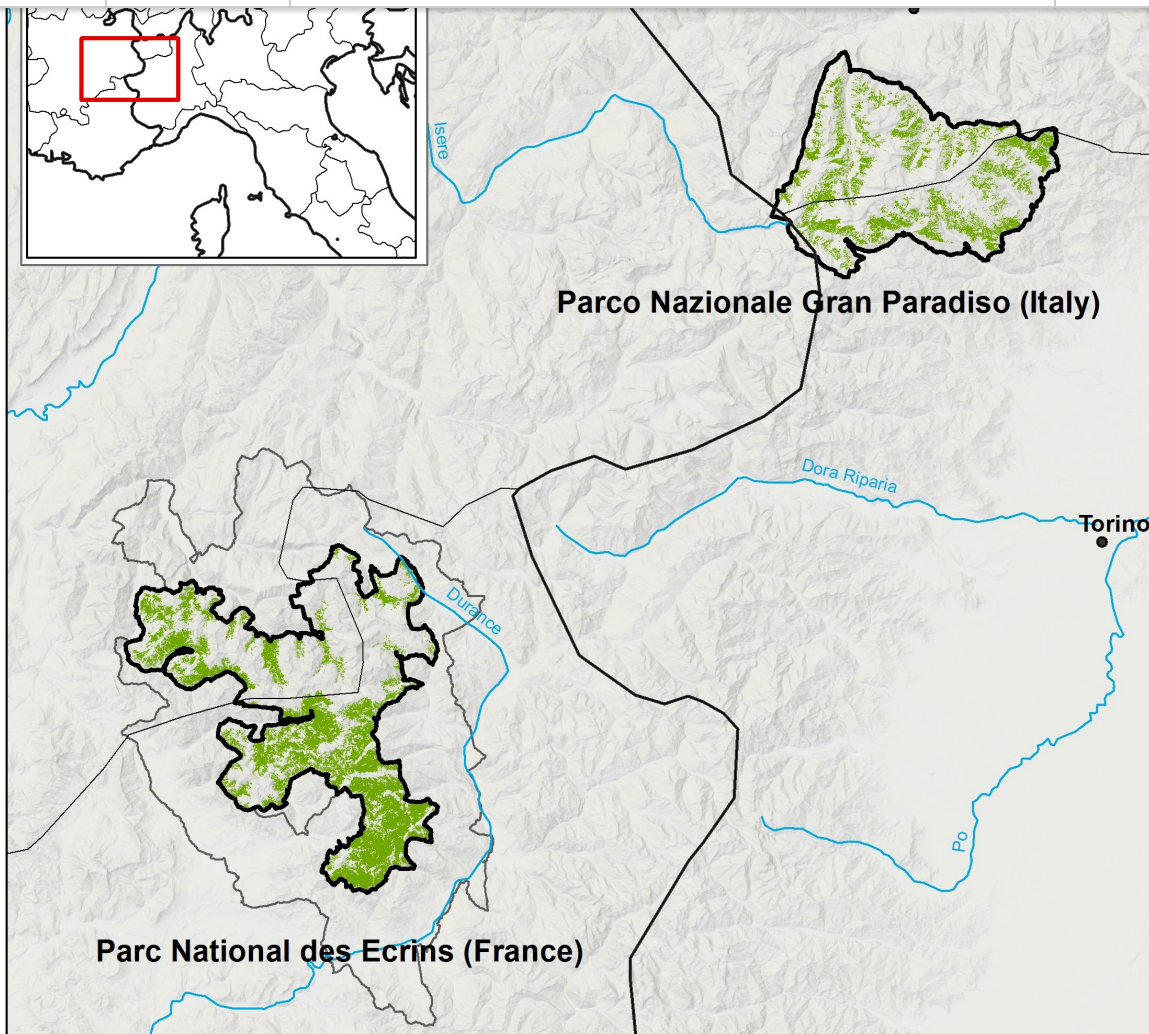 Isere
Parco Nazionale Gran Paradiso (Italy)
Dora Riparia
Torino
Durance
Po
Parc National des Ecrins (France)